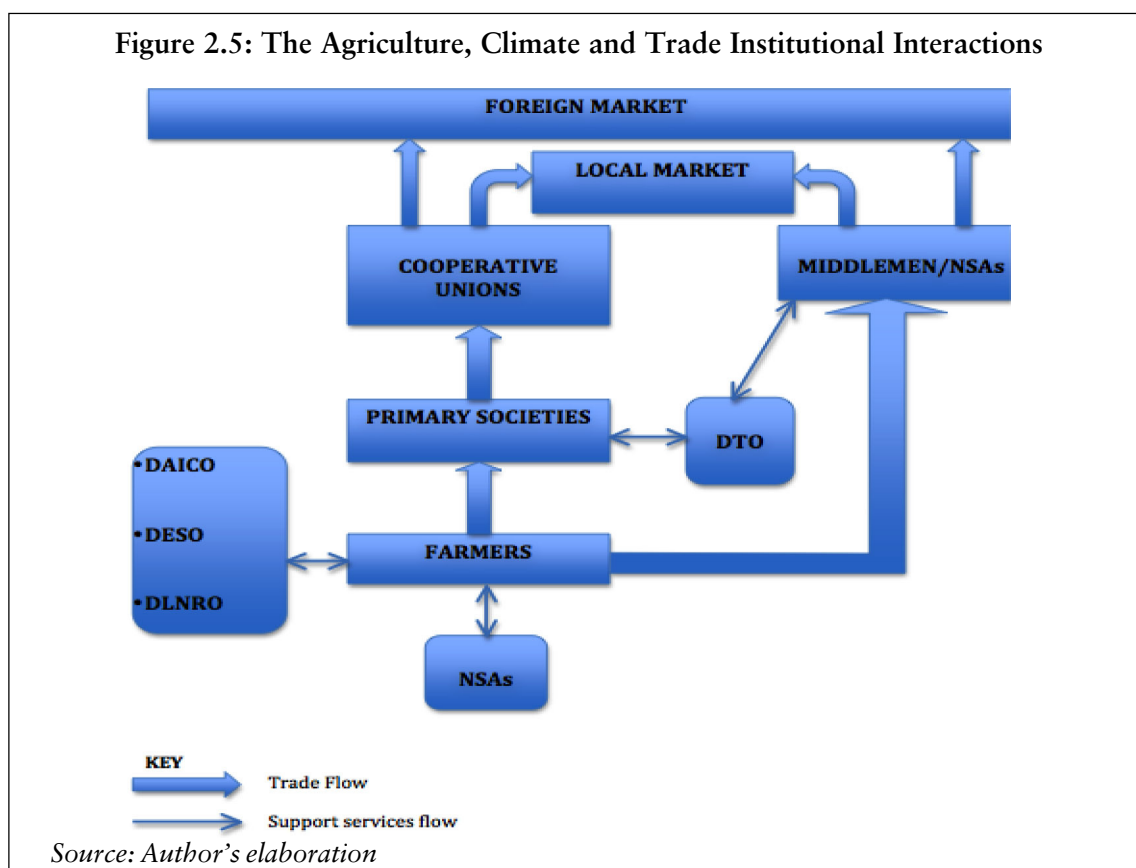 Figure 2.5: The Agriculture, Climate and Trade Institutional Interactions
FOREIGN MARKET
LOCAL MARKET
COOPERATIVE
UNIONS
MIDDLEMEN/NSAs
PRIMARY SOCIETIES
DTO
•DAICO
•DESO
•DLNRO
FARMERS
NSAs
KEY
Trade Flow
Support services flow
Source: Author's elaboration